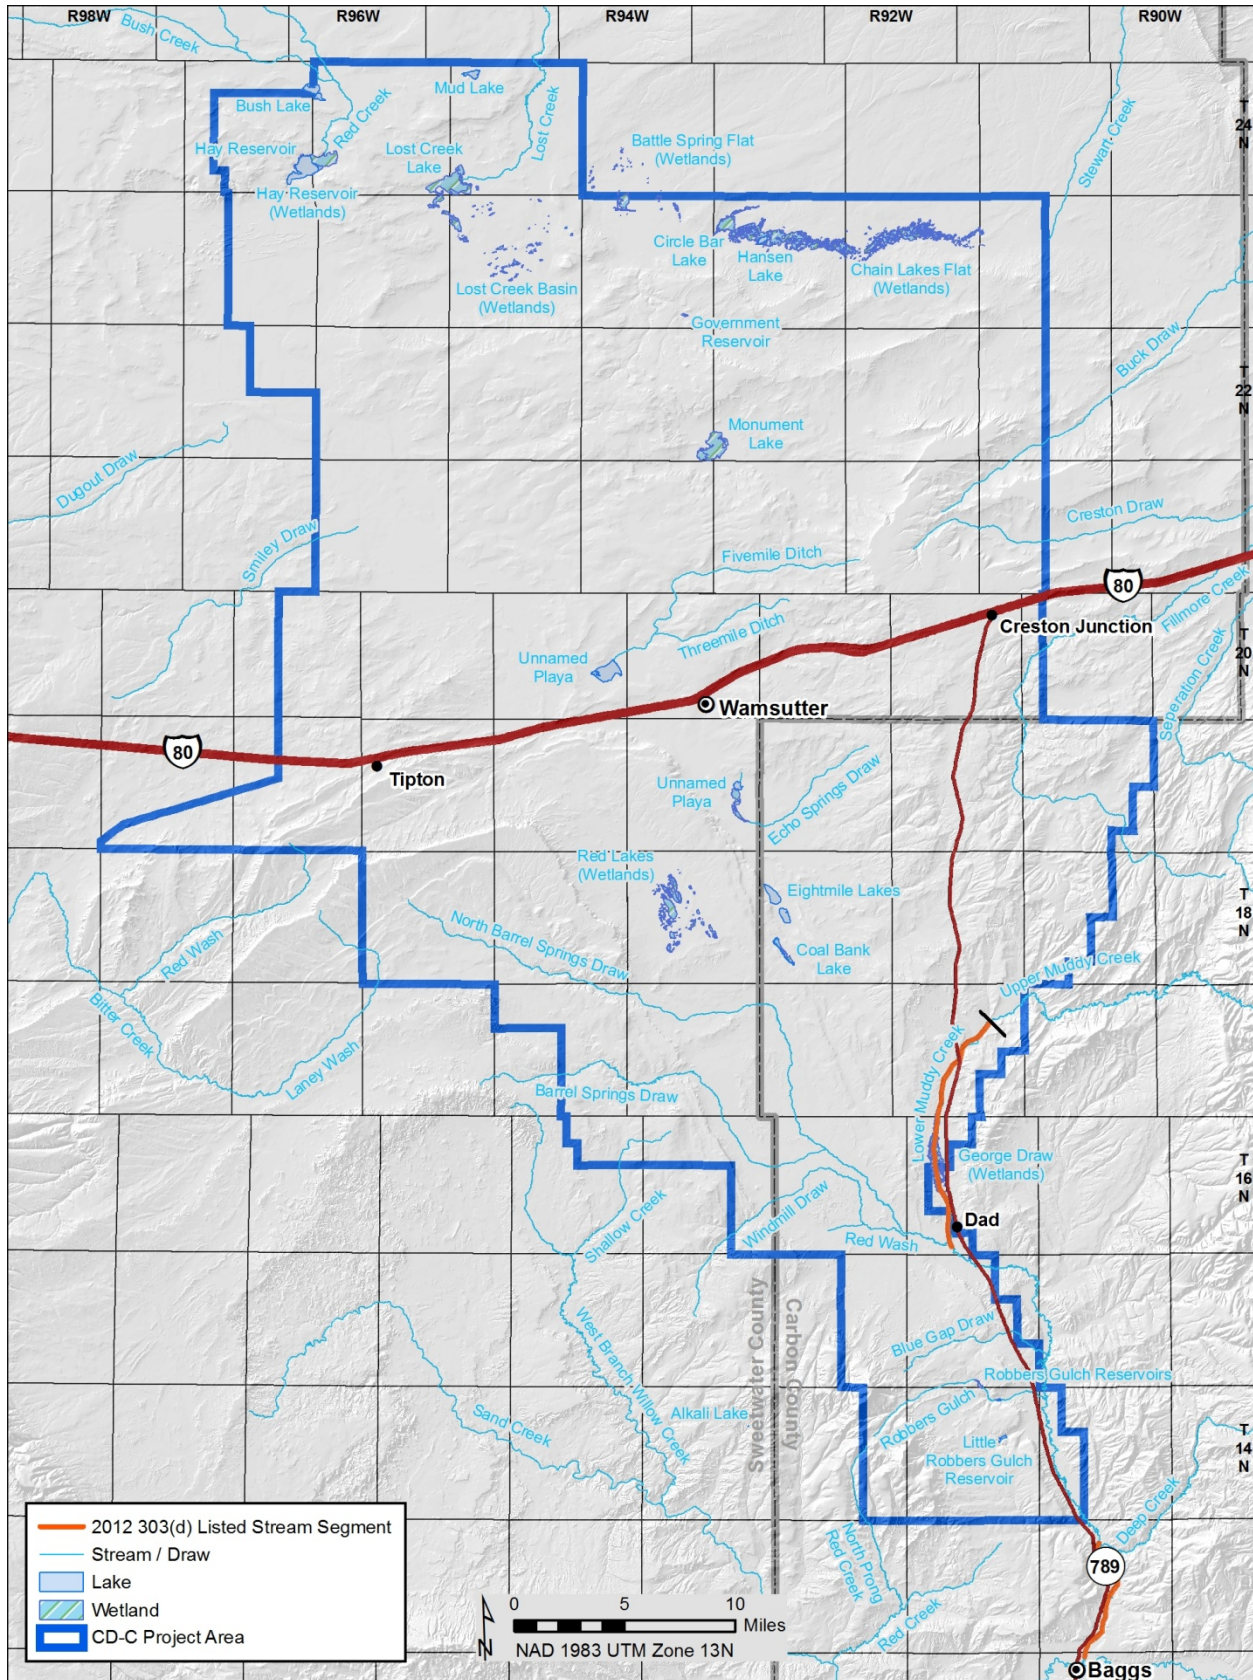 R98W
R96W
R94W
R92W
R90W
Bush Creek
Mud Lake
Bush Lake
Red Creek
Lost Creek
Stewart Creek
T
24
N
Hay Reservoir
Lost Creek
Lake
Battle Spring Flat
(Wetlands)
Hay Reservoir
(Wetlands)
Circle Bar
Lake
Hansen
Lake
Chain Lakes Flat
(Wetlands)
Lost Creek Basin
(Wetlands)
Government
Reservoir
Buck Draw
T
22
N
Monument
Lake
Dugout Draw
Smiley Draw
Creston Draw
Fivemile Ditch
80
Fillmore Creek
Creston Junction
Threemile Ditch
T
20
N
Unnamed
Playa
Seperation Creek
Wamsutter
80
Tipton
Unnamed
Playa
Echo Springs Draw
Red Lakes
(Wetlands)
Eightmile Lakes
T
18
N
North Barrel Springs Draw
Red Wash
Coal Bank
Lake
Upper Muddy Creek
Bitter Creek
Laney Wash
Lower Muddy Creek
Barrel Springs Draw
George Draw
(Wetlands)
T
16
N
Shallow Creek
Windmill Draw
Dad
Red Wash
Sweetwater County
Carbon County
West Branch Willow Creek
Blue Gap Draw
Robbers Gulch Reservoirs
Sand Creek
Alkali Lake
Robbers Gulch
Little
Robbers Gulch
Reservoir
T
14
N
Deep Creek
North Prong
Red Creek
Red Creek
789
Baggs
2012 303(d) Listed Stream Segment
Stream / Draw
Lake
Wetland
CD-C Project Area
N
0 5 10
Miles
NAD 1983 UTM Zone 13N